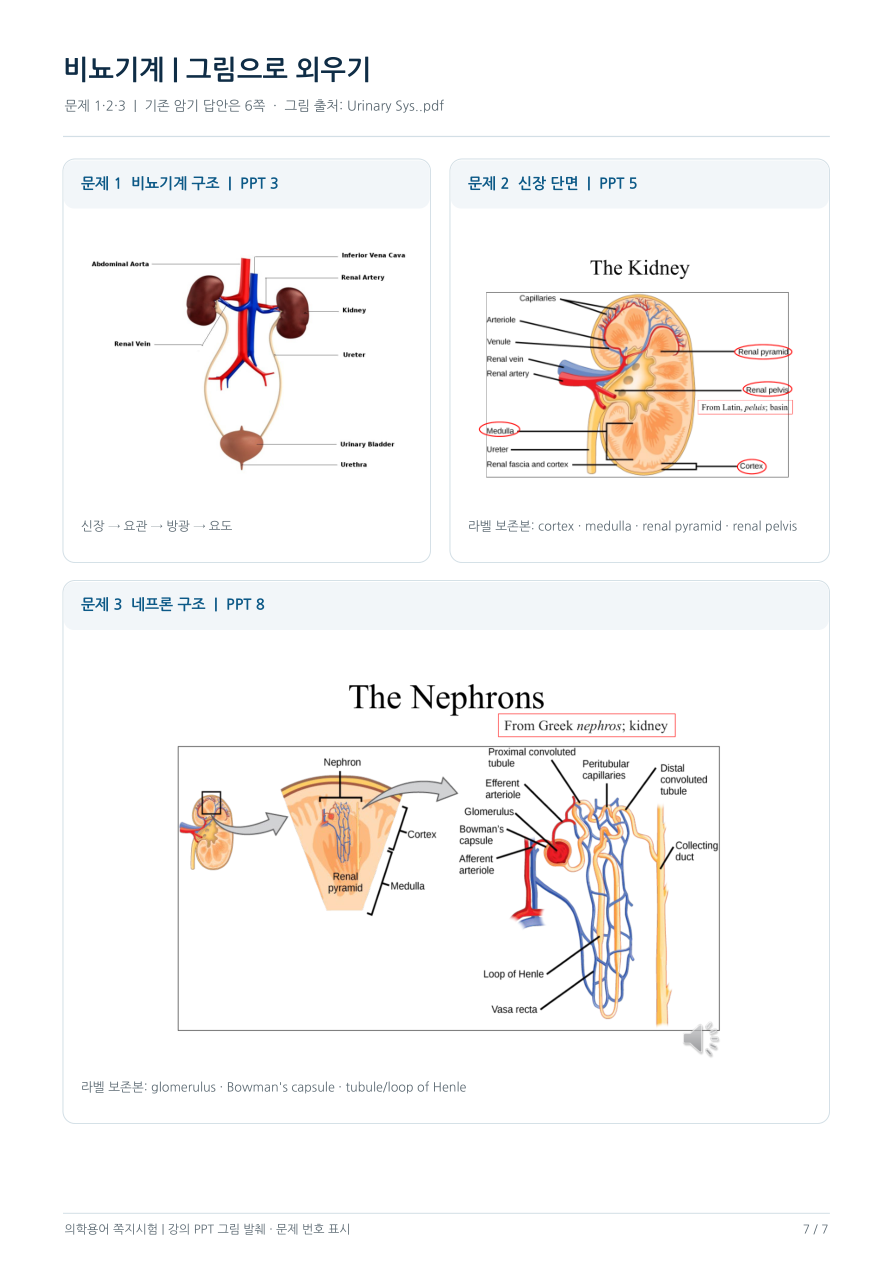 비뇨기계 | 그림으로 외우기
문제 1·2·3 | 기존 암기 답안은 6쪽 · 그림 출처: Urinary Sys..pdf
문제 1 비뇨기계 구조 | PPT 3
Abdominal Aorta
Inferior Vena Cava
Renal Artery
Kidney
Renal Vein
Ureter
Urinary Bladder
Urethra
신장 → 요관 → 방광 → 요도
문제 2 신장 단면 | PPT 5
The Kidney
Capillaries
Arteriole
Venule
Renal vein
Renal artery
Renal pyramid
Renal pelvis
From Latin, peluis; basin
Medulla
Ureter
Renal fascia and cortex
Cortex
라벨 보존본: cortex · medulla · renal pyramid · renal pelvis
문제 3 네프론 구조 | PPT 8
The Nephrons
From Greek nephros; kidney
Nephron
Cortex
Renal
pyramid
Medulla
Proximal convoluted
tubule
Peritubular
capillaries
Distal
convoluted
tubule
Efferent
arteriole
Glomerulus
Bowman's
capsule
Afferent
arteriole
Collecting
duct
Loop of Henle
Vasa recta
라벨 보존본: glomerulus · Bowman's capsule · tubule/loop of Henle
의학용어 쪽지시험 | 강의 PPT 그림 발췌 · 문제 번호 표시
7 / 7